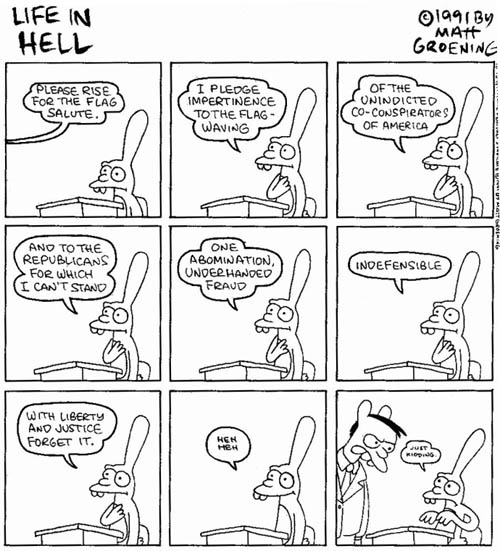 LIFE IN
HELL
©1991 BY
MATT
GROENING
PLEASE RISE
FOR THE FLAG
SALUTE.
I PLEDGE
IMPERTINENCE
TO THE FLAG-
WAVING
OF THE
UNINDICTED
CO-CONSPIRATORS
OF AMERICA
AND TO THE
REPUBLICANS
FOR WHICH
I CAN'T STAND
ONE
ABOMINATION,
UNDERHANDED
FRAUD
INDEFENSIBLE
WITH LIBERTY
AND JUSTICE
FORGET IT.
HEH
HEH
JUST
KIDDING.